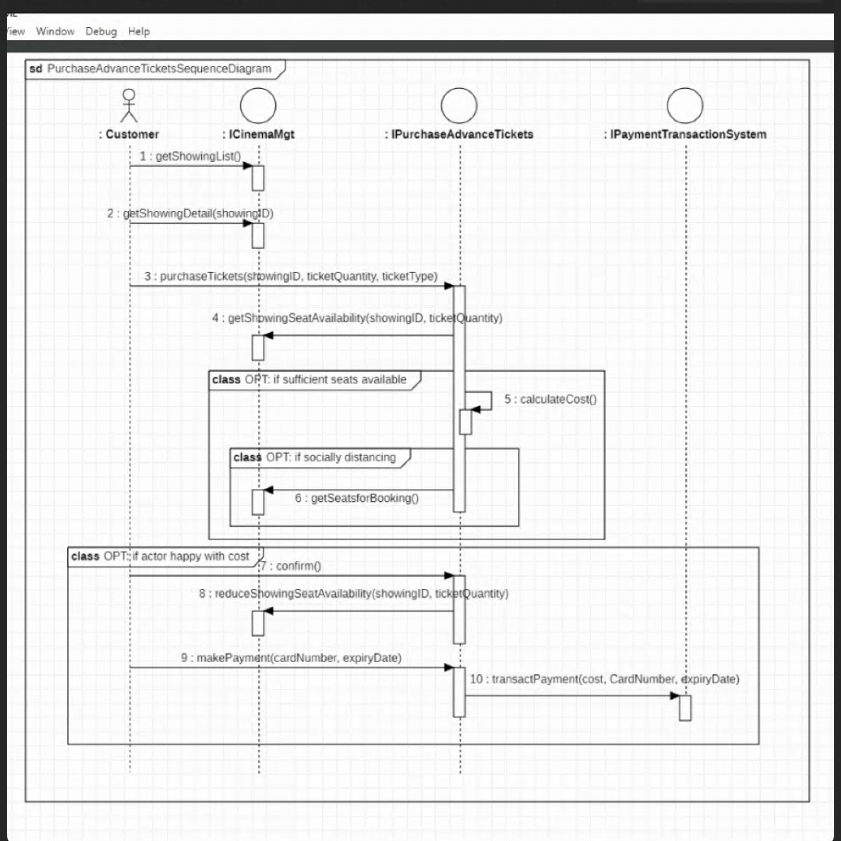 View Window Debug Help
sd PurchaseAdvanceTicketsSequenceDiagram
: Customer : ICinemaMgt : IPurchaseAdvanceTickets : IPaymentTransactionSystem
1 : getShowingList()
2 : getShowingDetail(showingID)
3 : purchaseTickets(showingID, ticketQuantity, ticketType)
4 : getShowingSeatAvailability(showingID, ticketQuantity)
class OPT: if sufficient seats available
5 : calculateCost()
class OPT: if socially distancing
6 : getSeatsforBooking()
class OPT: if actor happy with cost
7 : confirm()
8 : reduceShowingSeatAvailability(showingID, ticketQuantity)
9 : makePayment(cardNumber, expiryDate)
10 : transactPayment(cost, CardNumber, expiryDate)